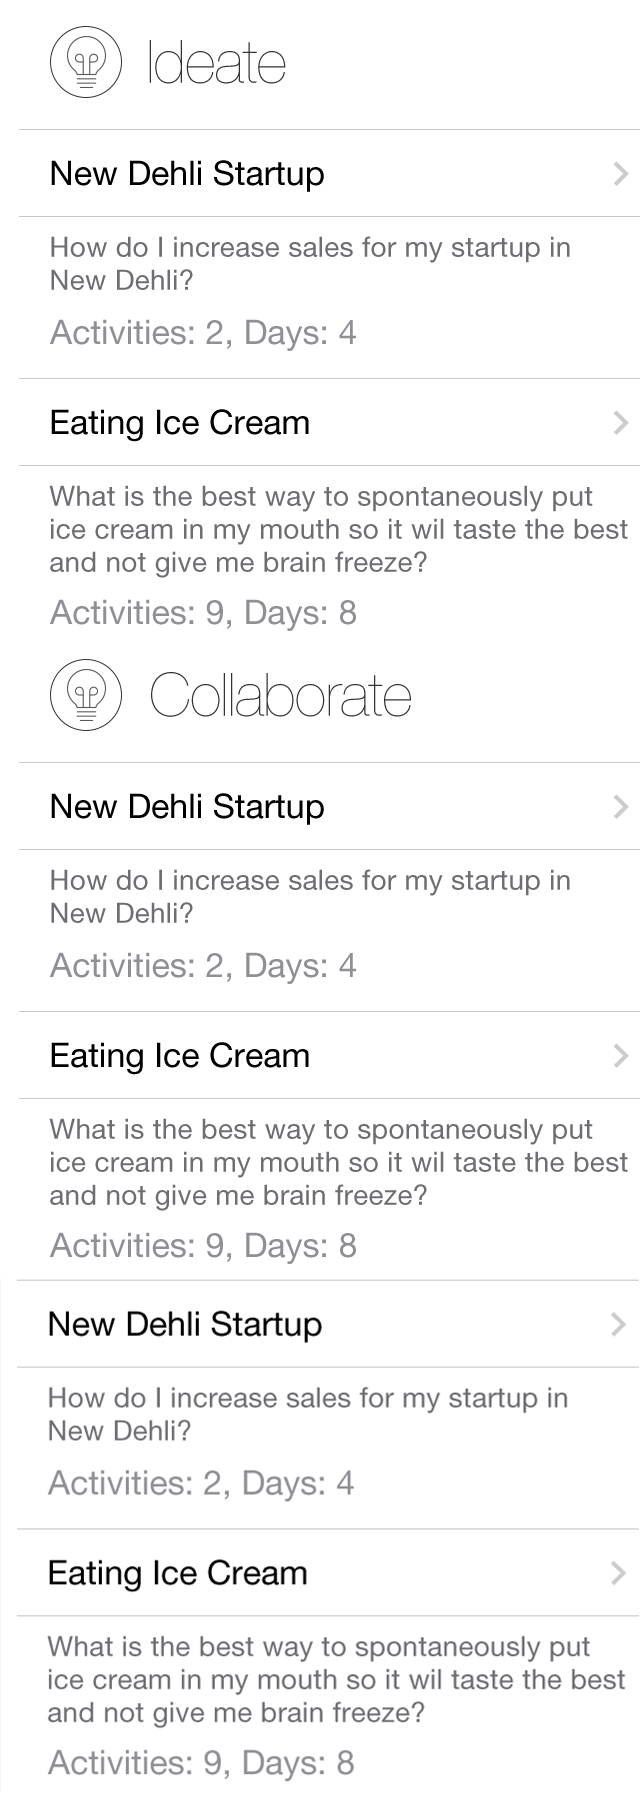 Ideate
New Dehli Startup
How do I increase sales for my startup in
New Dehli?
Activities: 2, Days: 4
Eating Ice Cream
What is the best way to spontaneously put
ice cream in my mouth so it wil taste the best
and not give me brain freeze?
Activities: 9, Days: 8
Collaborate
New Dehli Startup
How do I increase sales for my startup in
New Dehli?
Activities: 2, Days: 4
Eating Ice Cream
What is the best way to spontaneously put
ice cream in my mouth so it wil taste the best
and not give me brain freeze?
Activities: 9, Days: 8
New Dehli Startup
How do I increase sales for my startup in
New Dehli?
Activities: 2, Days: 4
Eating Ice Cream
What is the best way to spontaneously put
ice cream in my mouth so it wil taste the best
and not give me brain freeze?
Activities: 9, Days: 8